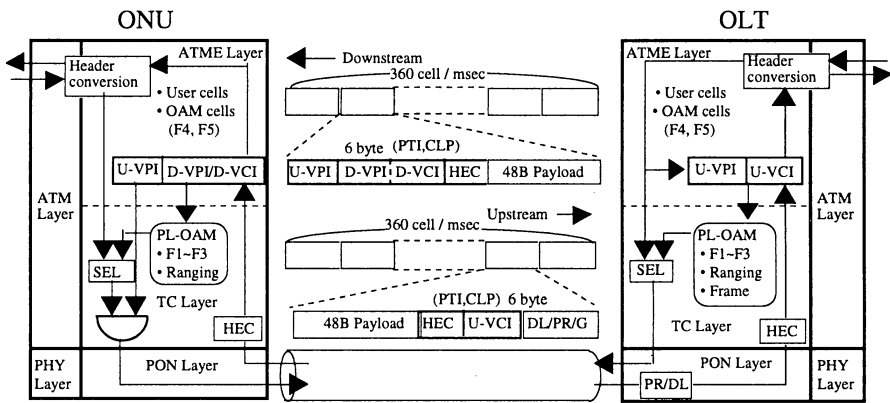 ONU
OLT
ATME Layer
Header
conversion
• User cells
• OAM cells
(F4, F5)
U-VPI
D-VPI/D-VCI
ATM
Layer
PL-OAM
• F1~F3
• Ranging
SEL
TC Layer
HEC
PHY
Layer
PON Layer
Downstream
360 cell / msec
6 byte
(PTI,CLP)
U-VPI
D-VPI
D-VCI
HEC
48B Payload
Upstream
360 cell / msec
(PTI,CLP) 6 byte
48B Payload
HEC
U-VCI
DL/PR/G
ATME Layer
Header
conversion
• User cells
• OAM cells
(F4, F5)
U-VPI
U-VCI
ATM
Layer
PL-OAM
• F1~F3
• Ranging
• Frame
SEL
TC Layer
HEC
PON Layer
PHY
Layer
PR/DL